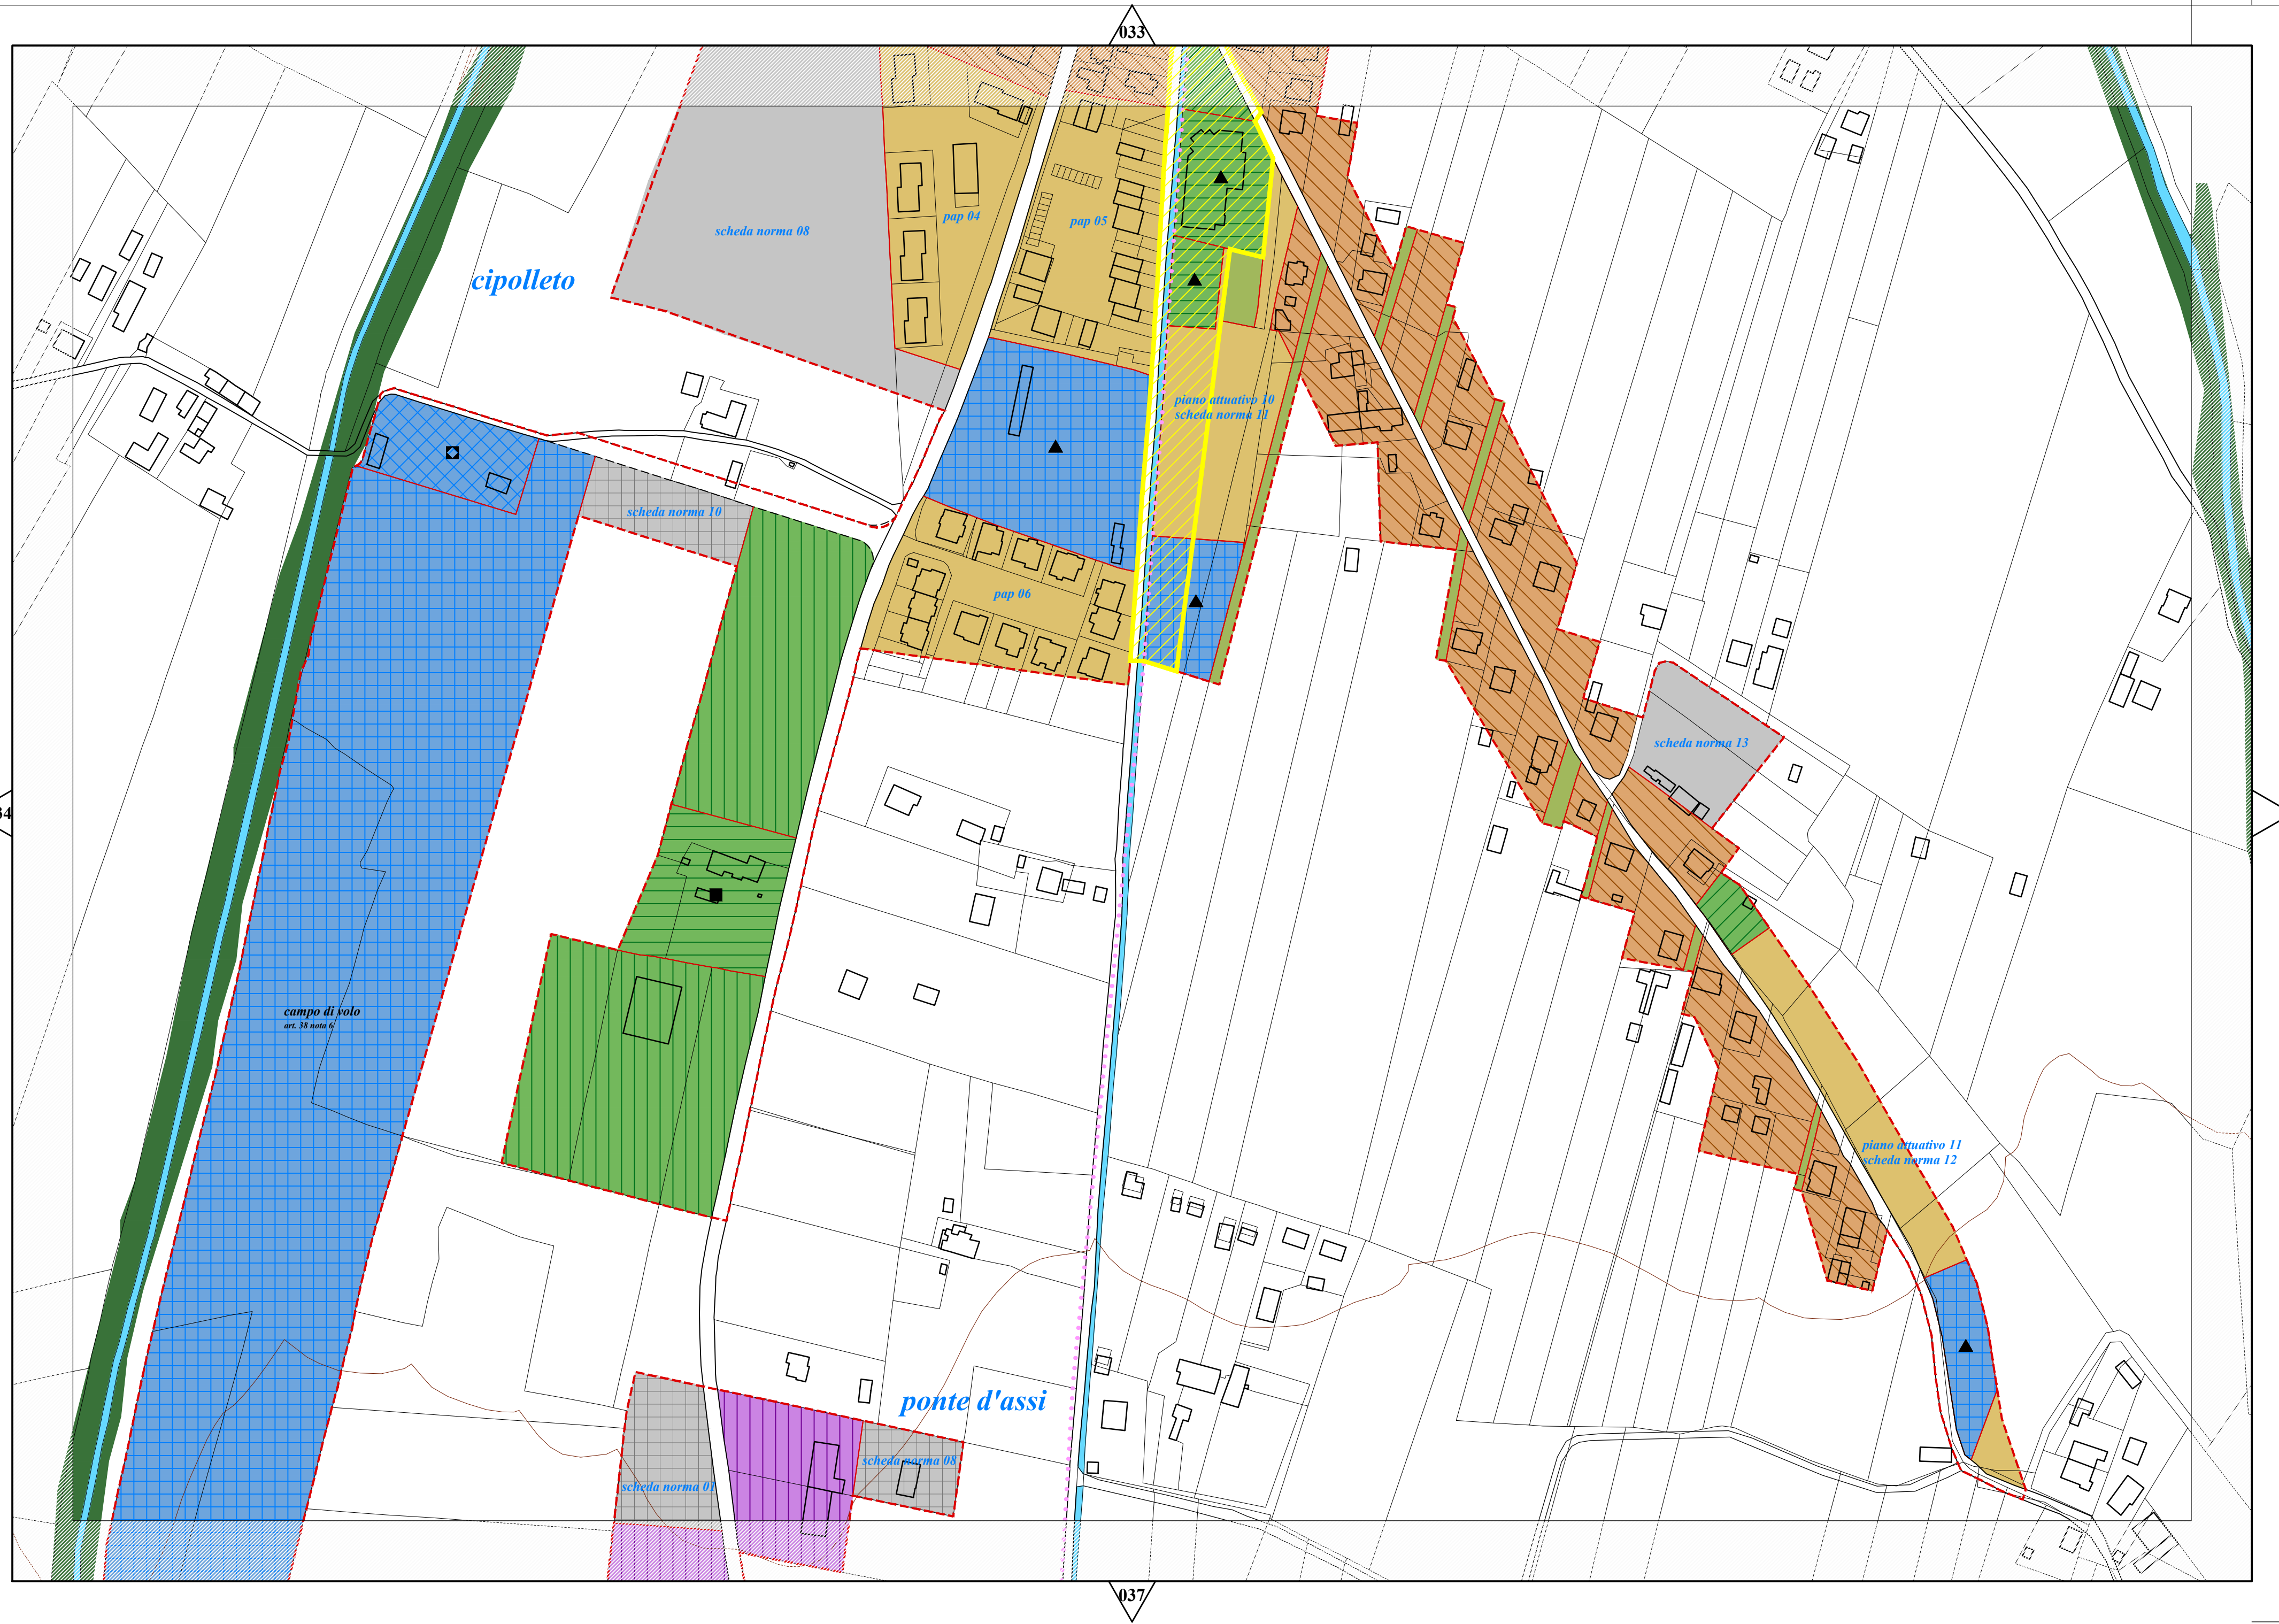 033
pap 04
pap 05
scheda norma 08
cipolleto
piano attuativo 10
scheda norma 11
scheda norma 10
pap 06
scheda norma 13
34
campo di volo
art. 38 nota 6
piano attuativo 11
scheda norma 12
ponte d'assi
scheda norma 08
scheda norma 01
037